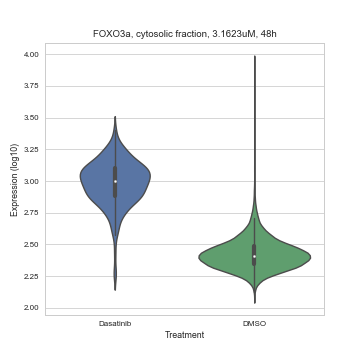 FOXO3a, cytosolic fraction, 3.1623uM, 48h
4.00
3.75
3.50
3.25
3.00
2.75
2.50
2.25
2.00
Expression (log10)
Dasatinib
DMSO
Treatment